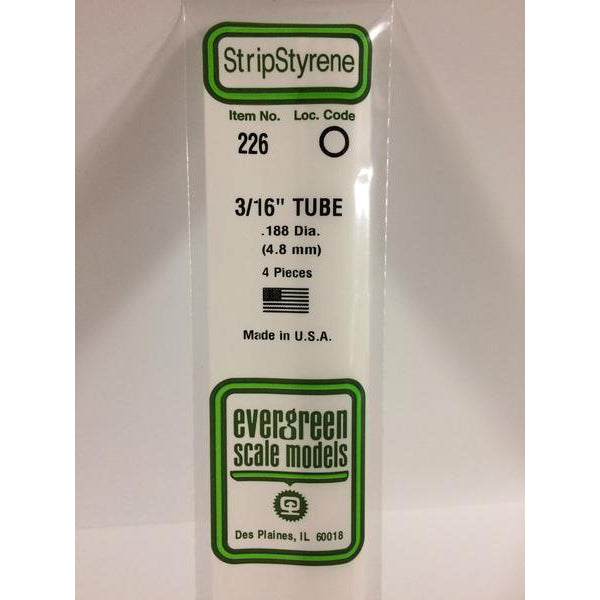 StripStyrene
Item No. Loc. Code
226
3/16" TUBE
.188 Dia.
(4.8 mm)
4 Pieces
Made in U.S.A.
evergreen
scale models
Des Plaines, IL 60018